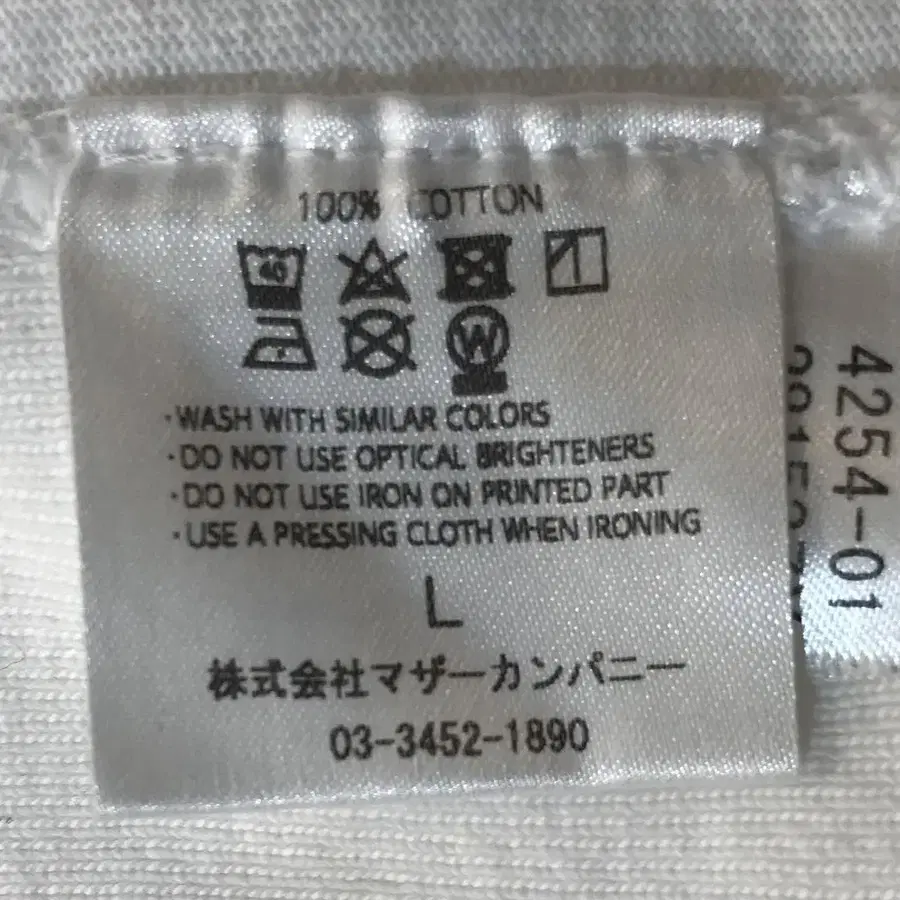 100% COTTON
40
W
·WASH WITH SIMILAR COLORS
·DO NOT USE OPTICAL BRIGHTENERS
·DO NOT USE IRON ON PRINTED PART
·USE A PRESSING CLOTH WHEN IRONING
L
株式会社マザーカンパニー
03-3452-1890
4254-01